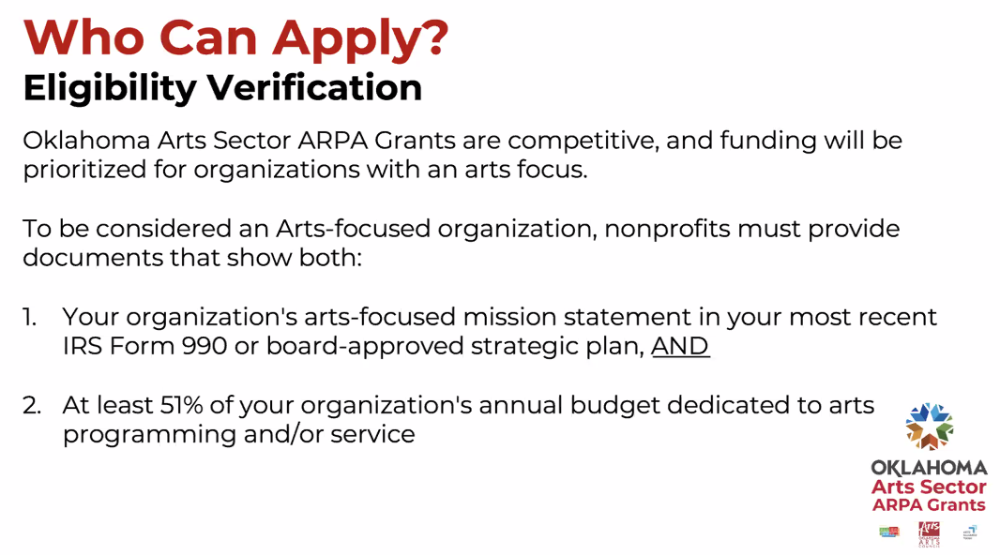 Who Can Apply?
Eligibility Verification
Oklahoma Arts Sector ARPA Grants are competitive, and funding will be
prioritized for organizations with an arts focus.
To be considered an Arts-focused organization, nonprofits must provide
documents that show both:
1. Your organization's arts-focused mission statement in your most recent
IRS Form 990 or board-approved strategic plan, AND
2. At least 51% of your organization's annual budget dedicated to arts
programming and/or service
OKLAHOMA
Arts Sector
ARPA Grants
Arts
OKLAHOMA
ARTS
COUNCIL